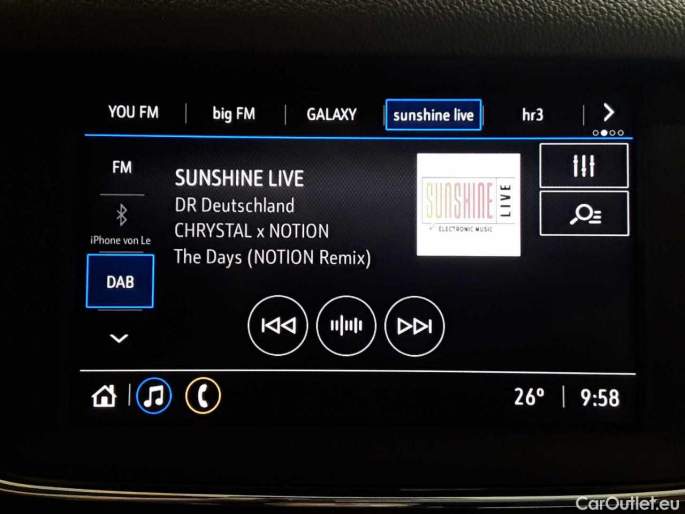 YOU FM
big FM
GALAXY
sunshine live
hr3
FM
iPhone von Le
DAB
SUNSHINE LIVE
DR Deutschland
CHRYSTAL x NOTION
The Days (NOTION Remix)
SUNSHINE
LIVE
ELECTRONIC MUSIC
26°
9:58
CarOutlet.eu